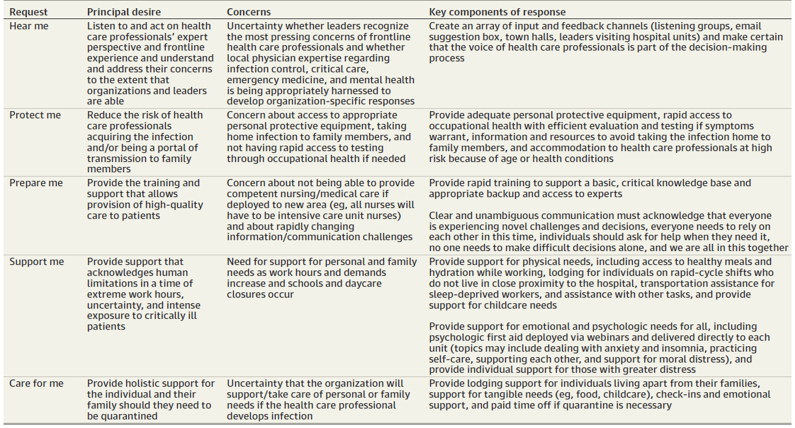 Request Principal desire Concerns Key components of response
Hear me Listen to and act on health Uncertainty whether leaders recognize Create an array of input and feedback channels (listening groups, email
care professionals' expert the most pressing concerns of frontline suggestion box, town halls, leaders visiting hospital units) and make certain
perspective and frontline health care professionals and whether that the voice of health care professionals is part of the decision-making
experience and understand local physician expertise regarding process
and address their concerns infection control, critical care,
to the extent that emergency medicine, and mental health
organizations and leaders is being appropriately harnessed to
are able develop organization-specific responses
Protect me Reduce the risk of health Concern about access to appropriate Provide adequate personal protective equipment, rapid access to
care professionals personal protective equipment, taking occupational health with efficient evaluation and testing if symptoms
acquiring the infection home infection to family members, and warrant, information and resources to avoid taking the infection home to
and/or being a portal of not having rapid access to testing family members, and accommodation to health care professionals at high
transmission to family through occupational health if needed risk because of age or health conditions
members
Prepare me Provide the training and Concern about not being able to provide Provide rapid training to support a basic, critical knowledge base and
support that allows competent nursing/medical care if appropriate backup and access to experts
provision of high-quality deployed to new area (eg, all nurses will
care to patients have to be intensive care unit nurses) Clear and unambiguous communication must acknowledge that everyone
and about rapidly changing is experiencing novel challenges and decisions, everyone needs to rely on
information/communication challenges each other in this time, individuals should ask for help when they need it,
no one needs to make difficult decisions alone, and we are all in this together
Support me Provide support that Need for support for personal and family Provide support for physical needs, including access to healthy meals and
acknowledges human needs as work hours and demands hydration while working, lodging for individuals on rapid-cycle shifts who
limitations in a time of increase and schools and daycare do not live in close proximity to the hospital, transportation assistance for
extreme work hours, closures occur sleep-deprived workers, and assistance with other tasks, and provide
uncertainty, and intense support for childcare needs
exposure to critically ill
patients Provide support for emotional and psychologic needs for all, including
psychologic first aid deployed via webinars and delivered directly to each
unit (topics may include dealing with anxiety and insomnia, practicing
self-care, supporting each other, and support for moral distress), and
provide individual support for those with greater distress
Care for me Provide holistic support for Uncertainty that the organization will Provide lodging support for individuals living apart from their families,
the individual and their support/take care of personal or family support for tangible needs (eg, food, childcare), check-ins and emotional
family should they need to needs if the health care professional support, and paid time off if quarantine is necessary
be quarantined develops infection